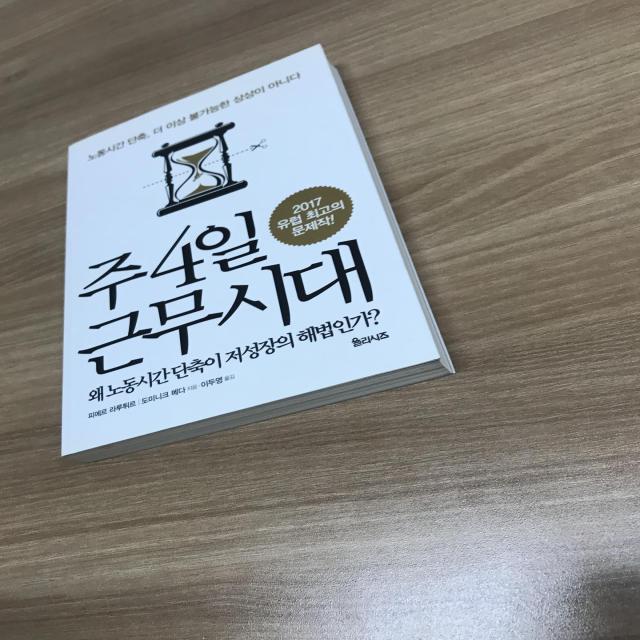 노동시간 단축, 더 이상 불가능한 상상이 아니다
2017
유럽 최고의
문제작!
주4일
근무시대
왜 노동시간 단축이 저성장의 해법인가?
피에르 라루튀르 | 도미니크 메다 지음 · 이두영 옮김
율리시즈